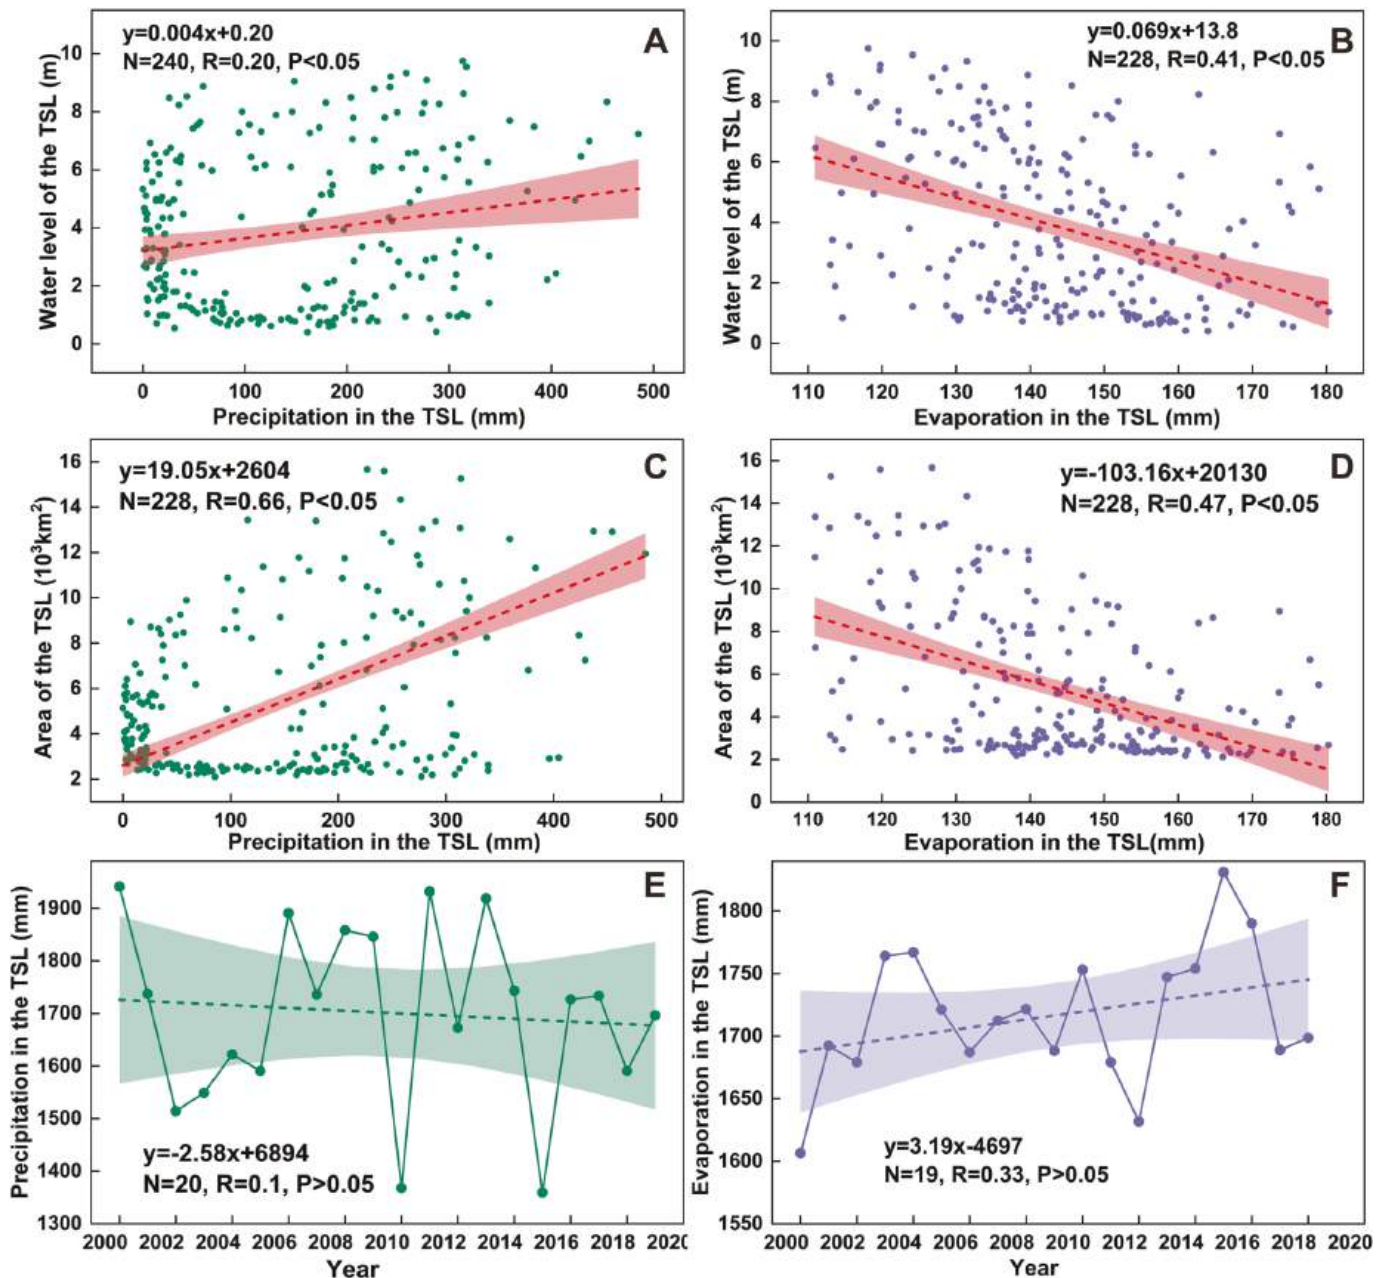 A
y=0.004x+0.20
N=240, R=0.20, P<0.05
Water level of the TSL (m)
10
8
6
4
2
0
0 100 200 300 400 500
Precipitation in the TSL (mm)
B
y=0.069x+13.8
N=228, R=0.41, P<0.05
Water level of the TSL (m)
10
8
6
4
2
0
110 120 130 140 150 160 170 180
Evaporation in the TSL (mm)
C
y=19.05x+2604
N=228, R=0.66, P<0.05
Area of the TSL (10³km²)
16
14
12
10
8
6
4
2
0 100 200 300 400 500
Precipitation in the TSL (mm)
D
y=-103.16x+20130
N=228, R=0.47, P<0.05
Area of the TSL (10³km²)
16
14
12
10
8
6
4
2
0
110 120 130 140 150 160 170 180
Evaporation in the TSL(mm)
E
Precipitation in the TSL (mm)
1900
1800
1700
1600
1500
1400
1300
y=-2.58x+6894
N=20, R=0.1, P>0.05
2000 2002 2004 2006 2008 2010 2012 2014 2016 2018 202
Year
F
Evaporation in the TSL (mm)
1800
1750
1700
1650
1600
1550
y=3.19x-4697
N=19, R=0.33, P>0.05
2000 2002 2004 2006 2008 2010 2012 2014 2016 2018 2020
Year